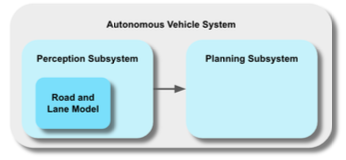 Autonomous Vehicle System
Perception Subsystem
Planning Subsystem
Road and
Lane Model